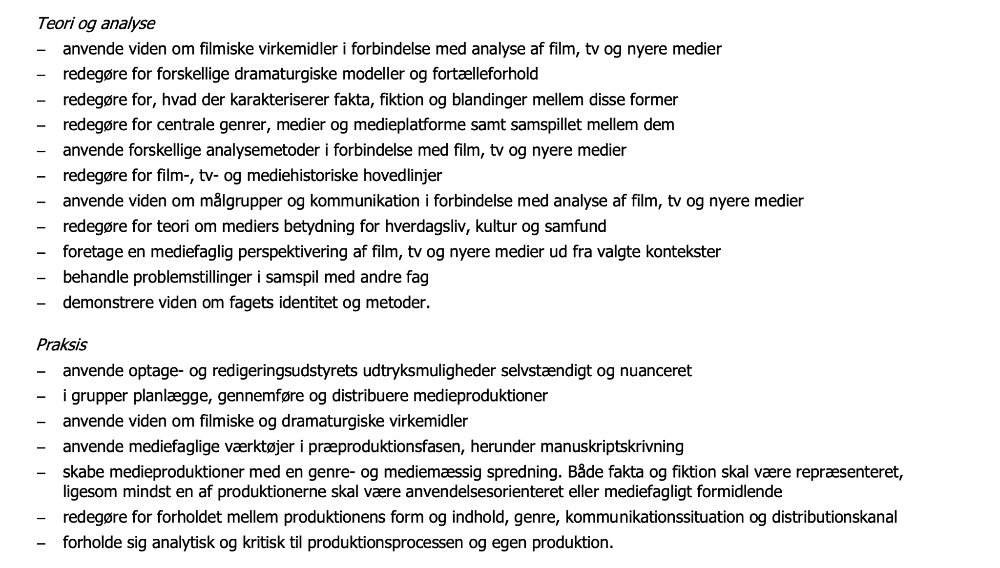 Teori og analyse
– anvende viden om filmiske virkemidler i forbindelse med analyse af film, tv og nyere medier
– redegøre for forskellige dramaturgiske modeller og fortælleforhold
– redegøre for, hvad der karakteriserer fakta, fiktion og blandinger mellem disse former
– redegøre for centrale genrer, medier og medieplatforme samt samspillet mellem dem
– anvende forskellige analysemetoder i forbindelse med film, tv og nyere medier
– redegøre for film-, tv- og mediehistoriske hovedlinjer
– anvende viden om målgrupper og kommunikation i forbindelse med analyse af film, tv og nyere medier
– redegøre for teori om mediers betydning for hverdagsliv, kultur og samfund
– foretage en mediefaglig perspektivering af film, tv og nyere medier ud fra valgte kontekster
– behandle problemstillinger i samspil med andre fag
– demonstrere viden om fagets identitet og metoder.
Praksis
– anvende optage- og redigeringsudstyrets udtryksmuligheder selvstændigt og nuanceret
– i grupper planlægge, gennemføre og distribuere medieproduktioner
– anvende viden om filmiske og dramaturgiske virkemidler
– anvende mediefaglige værktøjer i præproduktionsfasen, herunder manuskriptskrivning
– skabe medieproduktioner med en genre- og mediemæssig spredning. Både fakta og fiktion skal være repræsenteret,
ligesom mindst en af produktionerne skal være anvendelsesorienteret eller mediefagligt formidlende
– redegøre for forholdet mellem produktionens form og indhold, genre, kommunikationssituation og distributionskanal
– forholde sig analytisk og kritisk til produktionsprocessen og egen produktion.